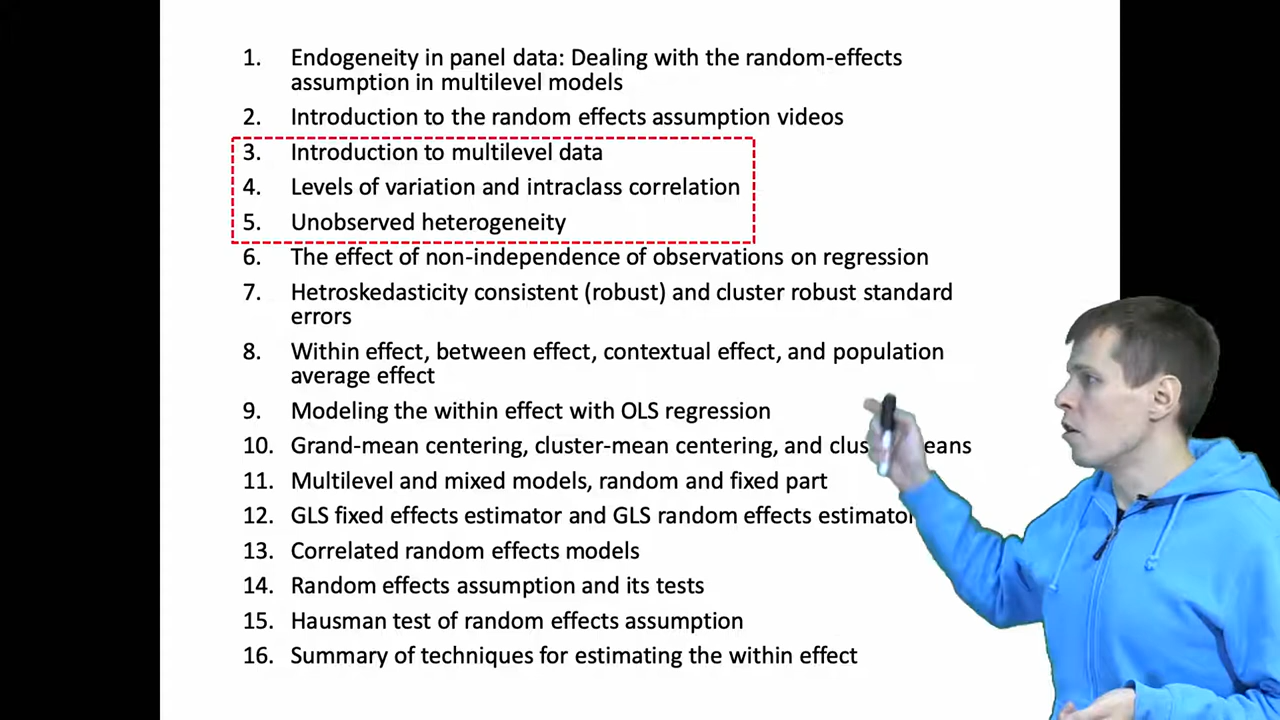 1. Endogeneity in panel data: Dealing with the random-effects
assumption in multilevel models
2. Introduction to the random effects assumption videos
3. Introduction to multilevel data
4. Levels of variation and intraclass correlation
5. Unobserved heterogeneity
6. The effect of non-independence of observations on regression
7. Hetroskedasticity consistent (robust) and cluster robust standard
errors
8. Within effect, between effect, contextual effect, and population
average effect
9. Modeling the within effect with OLS regression
10. Grand-mean centering, cluster-mean centering, and
11. Multilevel and mixed models, random and fixed part
12. GLS fixed effects estimator and GLS random effects estimator
13. Correlated random effects models
14. Random effects assumption and its tests
15. Hausman test of random effects assumption
16. Summary of techniques for estimating the within effect